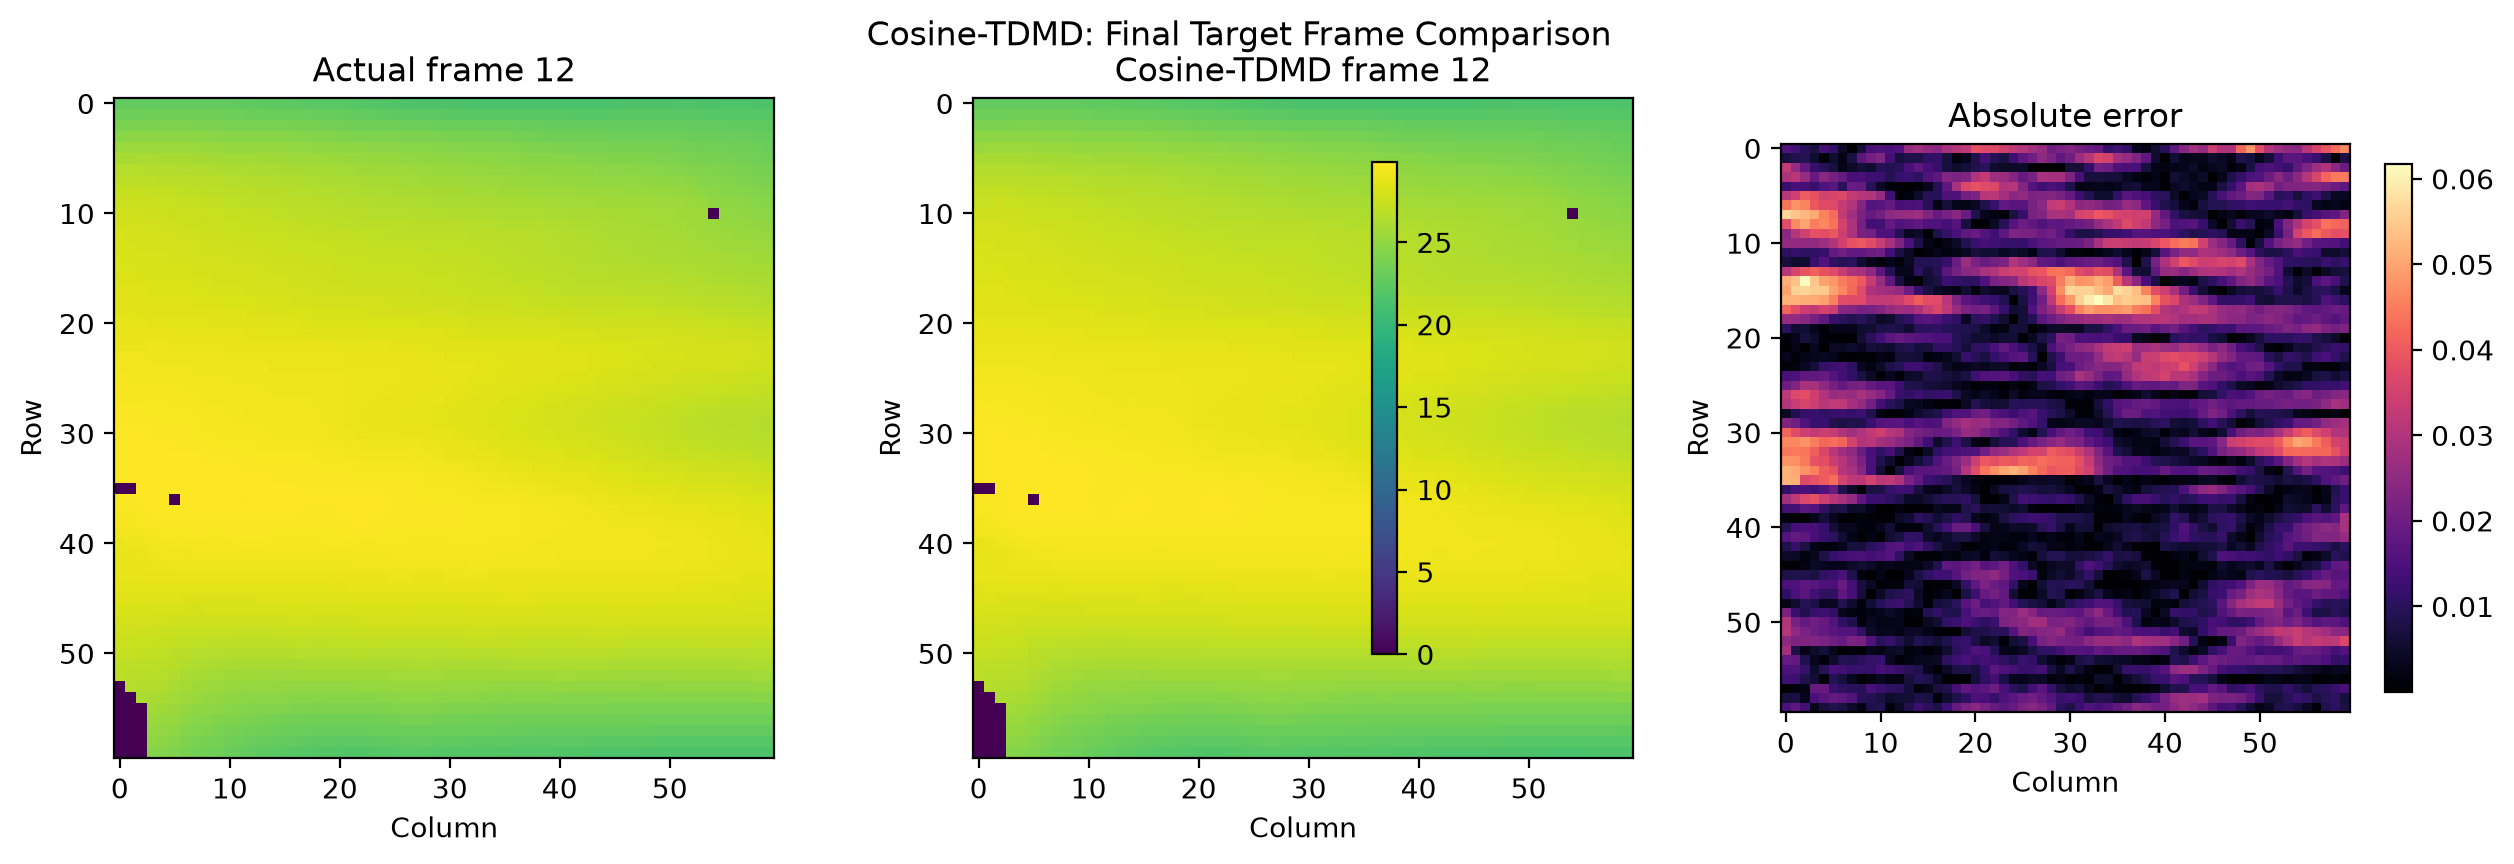 Cosine-TDMD: Final Target Frame Comparison
Actual frame 12
0
10
20
30
40
50
Row
0 10 20 30 40 50
Column
Cosine-TDMD frame 12
0
10
20
30
40
50
Row
0 10 20 30 40 50
Column
25
20
15
10
5
0
Absolute error
0
10
20
30
40
50
Row
0 10 20 30 40 50
Column
0.06
0.05
0.04
0.03
0.02
0.01